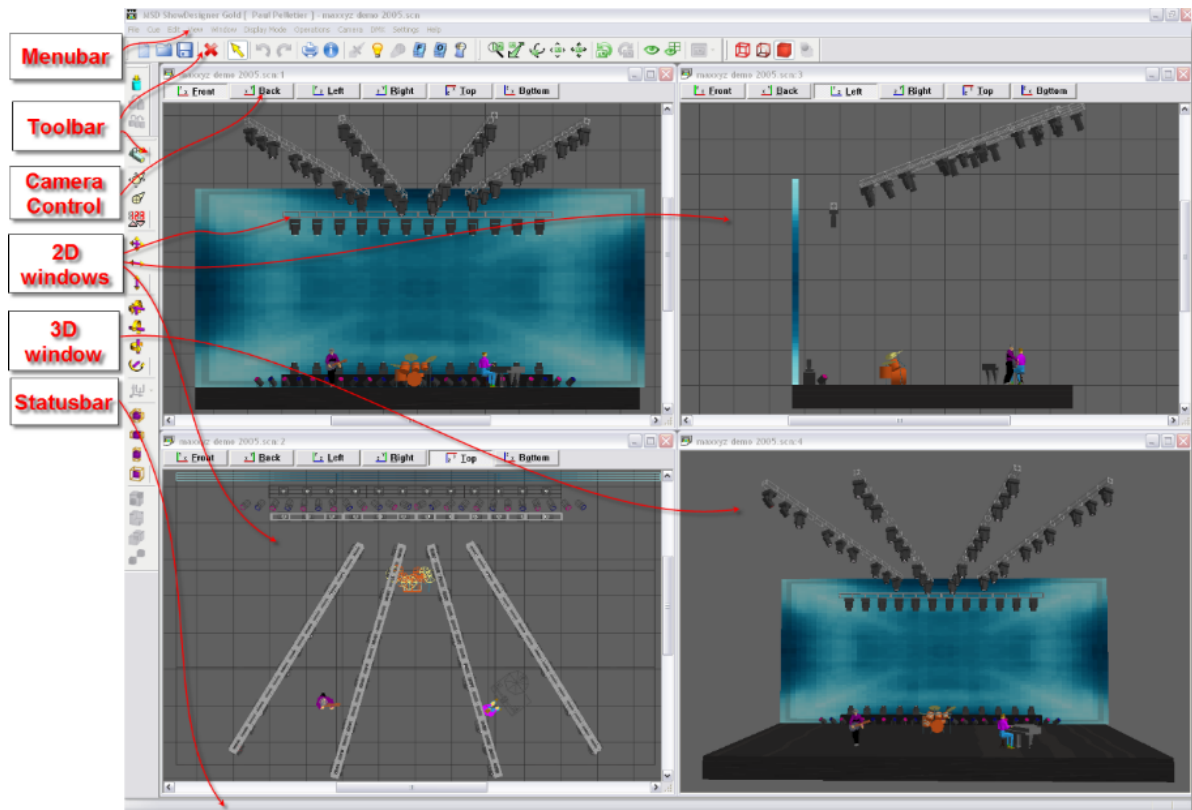 MSD ShowDesigner Gold [ Paul Pelletier ] - maxxyz demo 2005.scn
File Cue Edit View Window Display Mode Operations Camera DMX Settings Help
Menubar
Toolbar
Camera
Control
2D
windows
3D
window
Statusbar
maxxyz demo 2005.scn:1
Front Back Left Right Top Bottom
maxxyz demo 2005.scn:3
Front Back Left Right Top Bottom
maxxyz demo 2005.scn:2
Front Back Left Right Top Bottom
maxxyz demo 2005.scn:4